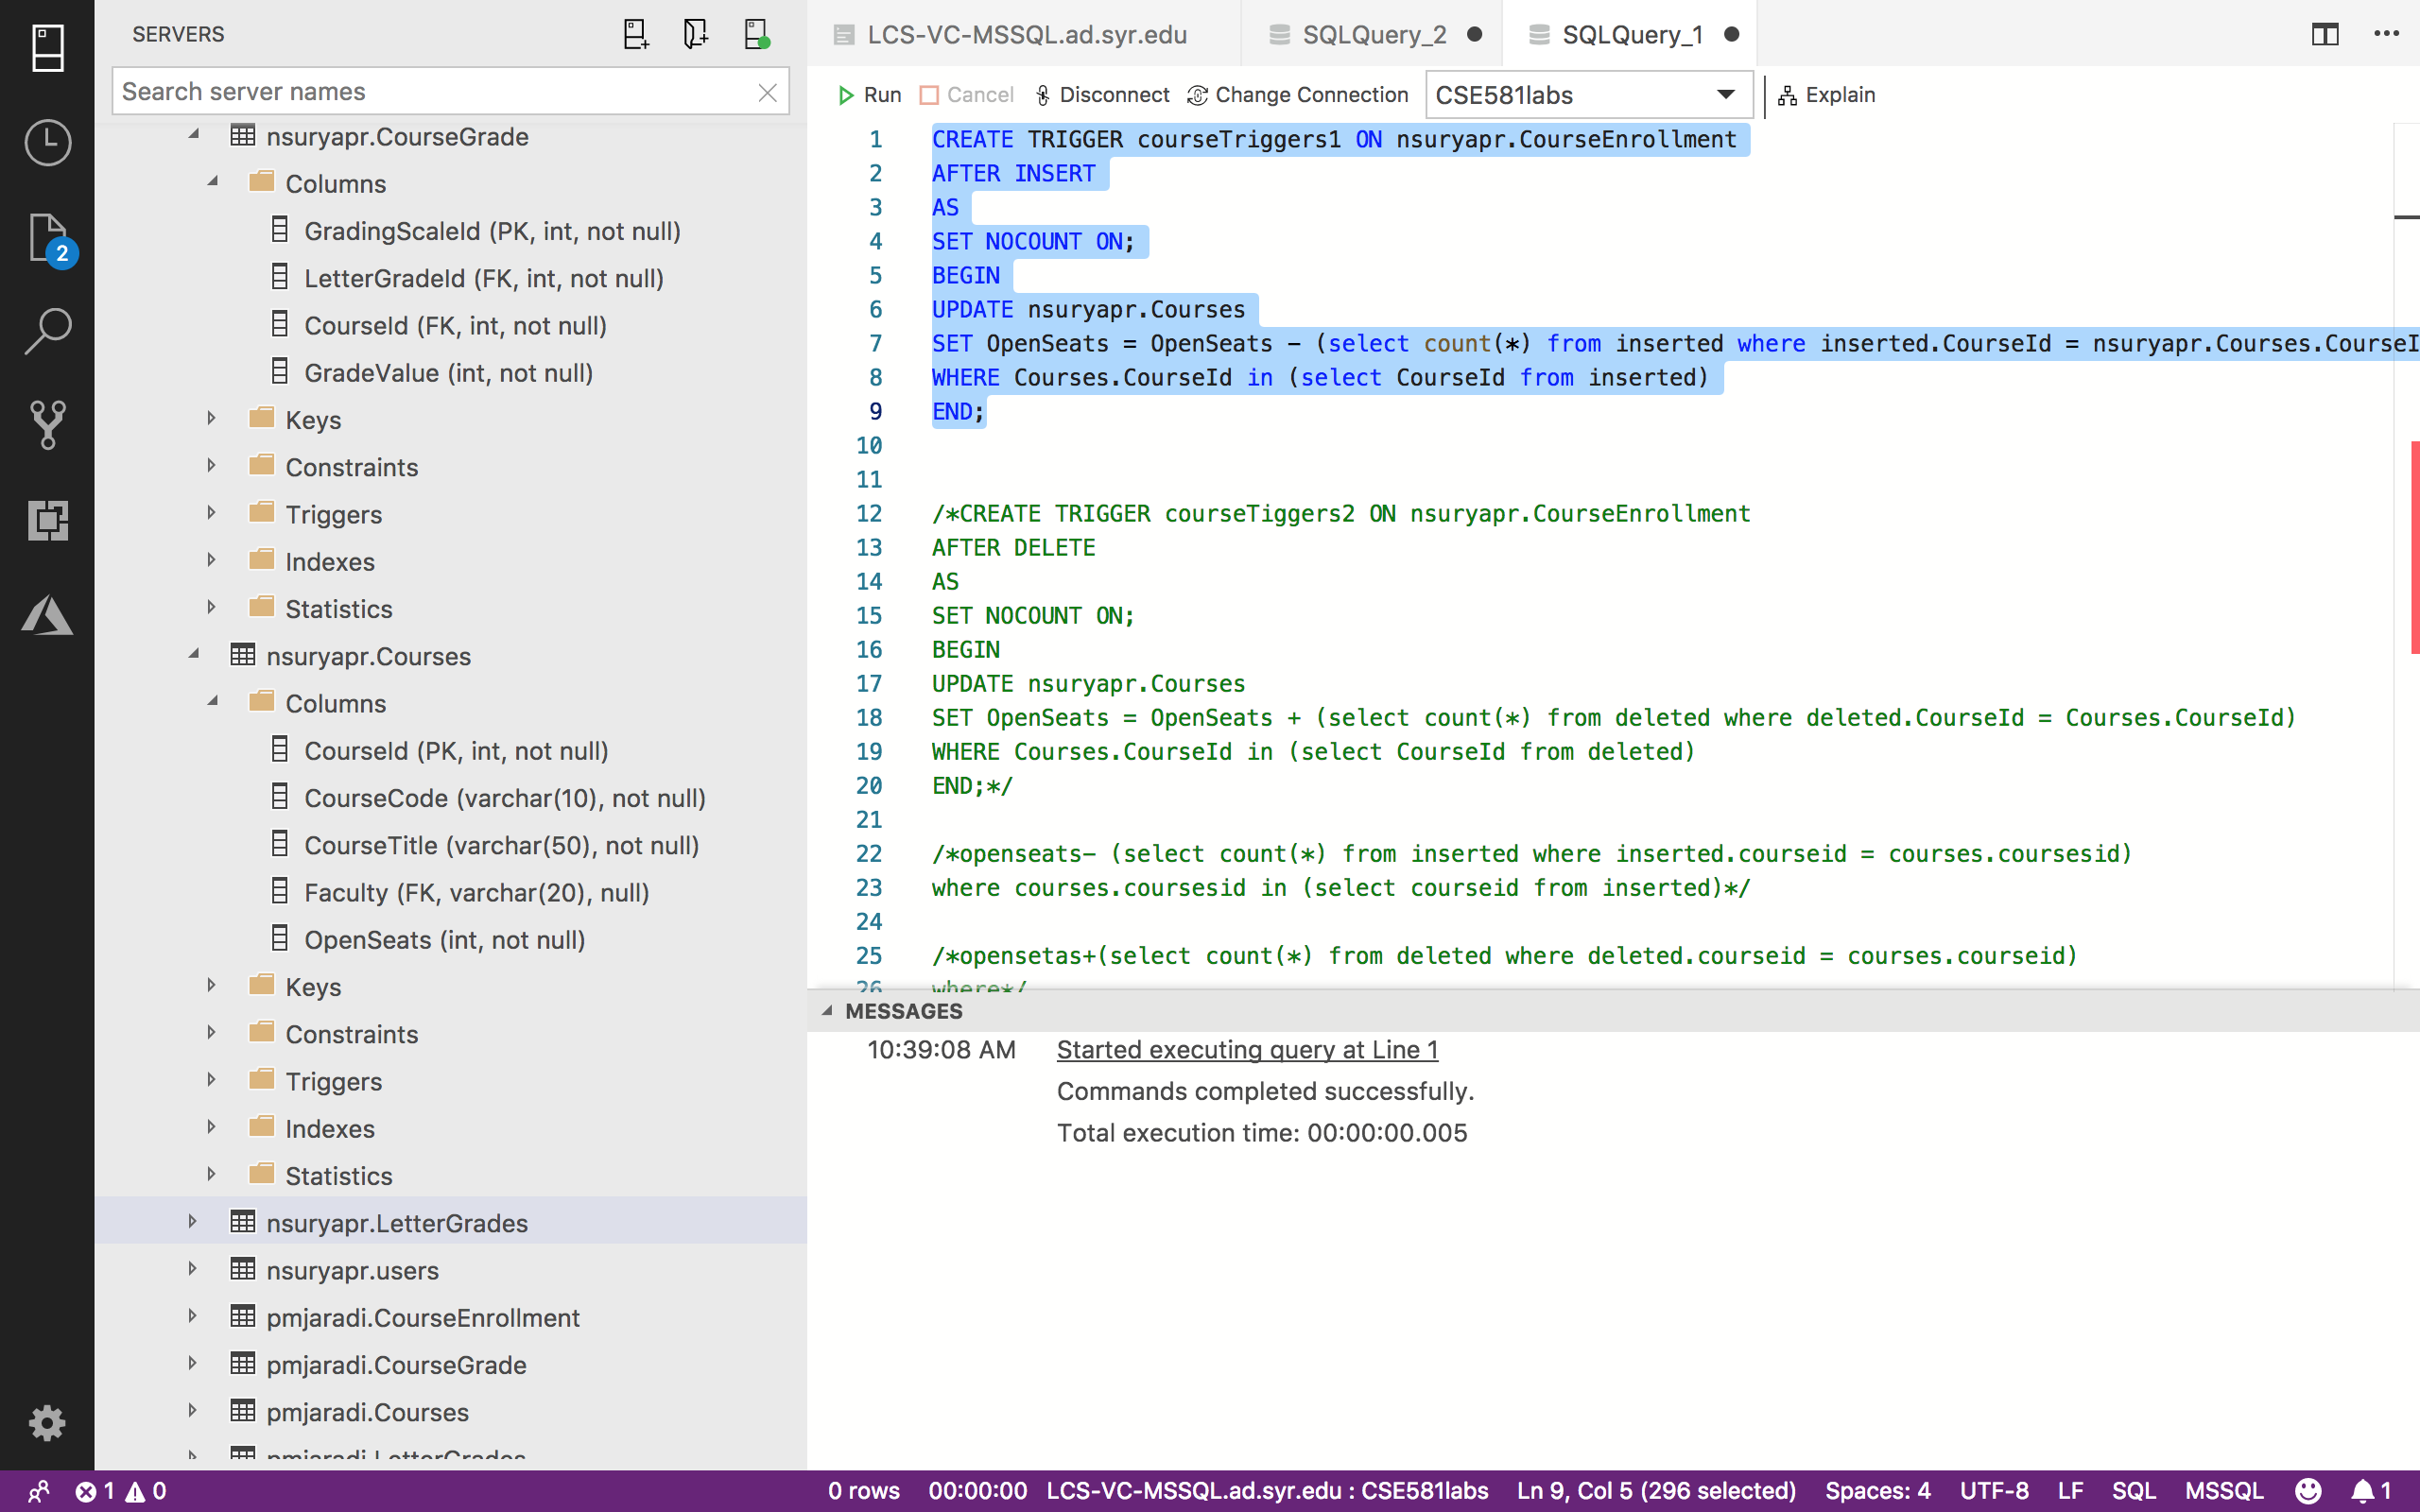 SERVERS
Search server names
nsuryapr.CourseGrade
Columns
GradingScaleId (PK, int, not null)
LetterGradeId (FK, int, not null)
CourseId (FK, int, not null)
GradeValue (int, not null)
Keys
Constraints
Triggers
Indexes
Statistics
nsuryapr.Courses
Columns
CourseId (PK, int, not null)
CourseCode (varchar(10), not null)
CourseTitle (varchar(50), not null)
Faculty (FK, varchar(20), null)
OpenSeats (int, not null)
Keys
Constraints
Triggers
Indexes
Statistics
nsuryapr.LetterGrades
nsuryapr.users
pmjaradi.CourseEnrollment
pmjaradi.CourseGrade
pmjaradi.Courses
pmjaradi.LetterGrades
2
LCS-VC-MSSQL.ad.syr.edu SQLQuery_2 SQLQuery_1
Run Cancel Disconnect Change Connection CSE581labs Explain
1 CREATE TRIGGER courseTriggers1 ON nsuryapr.CourseEnrollment
2 AFTER INSERT
3 AS
4 SET NOCOUNT ON;
5 BEGIN
6 UPDATE nsuryapr.Courses
7 SET OpenSeats = OpenSeats - (select count(*) from inserted where inserted.CourseId = nsuryapr.Courses.CourseI
8 WHERE Courses.CourseId in (select CourseId from inserted)
9 END;
10
11
12 /*CREATE TRIGGER courseTiggers2 ON nsuryapr.CourseEnrollment
13 AFTER DELETE
14 AS
15 SET NOCOUNT ON;
16 BEGIN
17 UPDATE nsuryapr.Courses
18 SET OpenSeats = OpenSeats + (select count(*) from deleted where deleted.CourseId = Courses.CourseId)
19 WHERE Courses.CourseId in (select CourseId from deleted)
20 END;*/
21
22 /*openseats- (select count(*) from inserted where inserted.courseid = courses.coursesid)
23 where courses.coursesid in (select courseid from inserted)*/
24
25 /*opensetas+(select count(*) from deleted where deleted.courseid = courses.courseid)
26 where*/
MESSAGES
10:39:08 AM Started executing query at Line 1
Commands completed successfully.
Total execution time: 00:00:00.005
1 0 0 rows 00:00:00 LCS-VC-MSSQL.ad.syr.edu : CSE581labs Ln 9, Col 5 (296 selected) Spaces: 4 UTF-8 LF SQL MSSQL 1